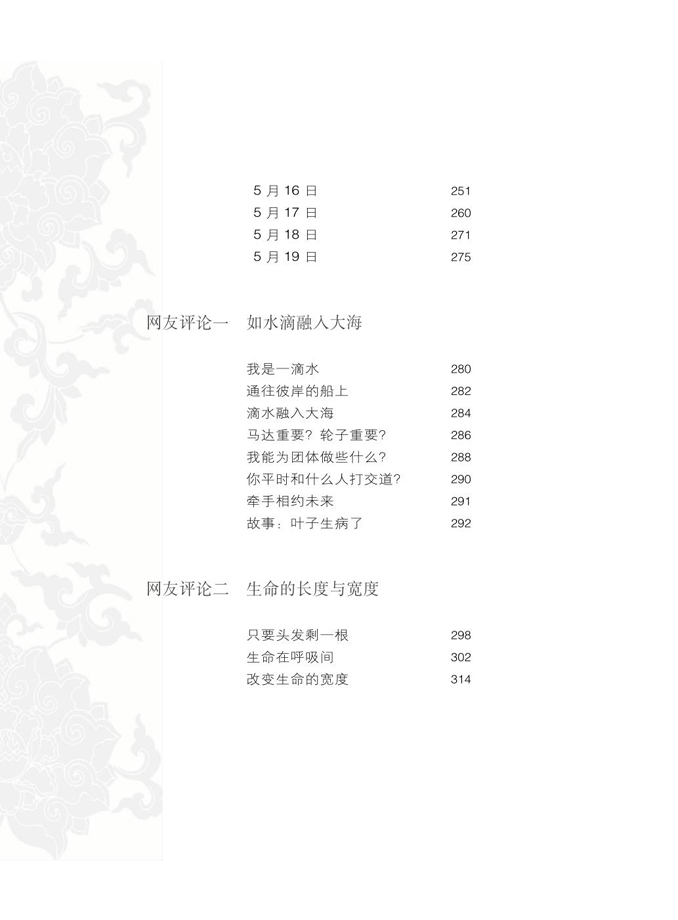 5 月 16 日 251
5 月 17 日 260
5 月 18 日 271
5 月 19 日 275
网友评论一 如水滴融入大海
我是一滴水 280
通往彼岸的船上 282
滴水融入大海 284
马达重要？轮子重要？ 286
我能为团体做些什么？ 288
你平时和什么人打交道？ 290
牵手相约未来 291
故事：叶子生病了 292
网友评论二 生命的长度与宽度
只要头发剩一根 298
生命在呼吸间 302
改变生命的宽度 314